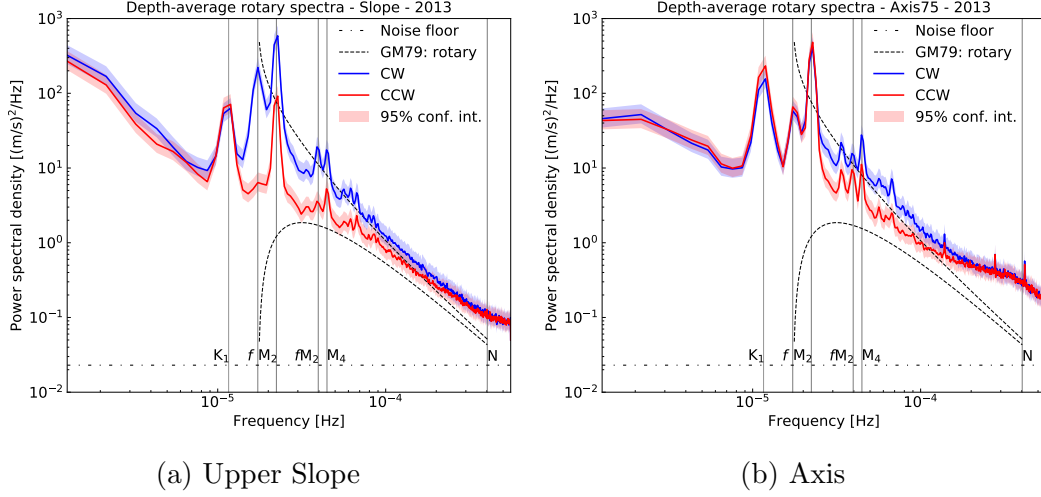 Depth-average rotary spectra - Slope - 2013
10³
10²
10¹
10⁰
10⁻¹
10⁻²
Power spectral density [(m/s)²/Hz]
Noise floor
GM79: rotary
CW
CCW
95% conf. int.
K₁
f
M₂
fM₂
M₄
N
10⁻⁵
10⁻⁴
Frequency [Hz]
(a) Upper Slope
Depth-average rotary spectra - Axis75 - 2013
10³
10²
10¹
10⁰
10⁻¹
10⁻²
Power spectral density [(m/s)²/Hz]
Noise floor
GM79: rotary
CW
CCW
95% conf. int.
K₁
f
M₂
fM₂
M₄
N
10⁻⁵
10⁻⁴
Frequency [Hz]
(b) Axis